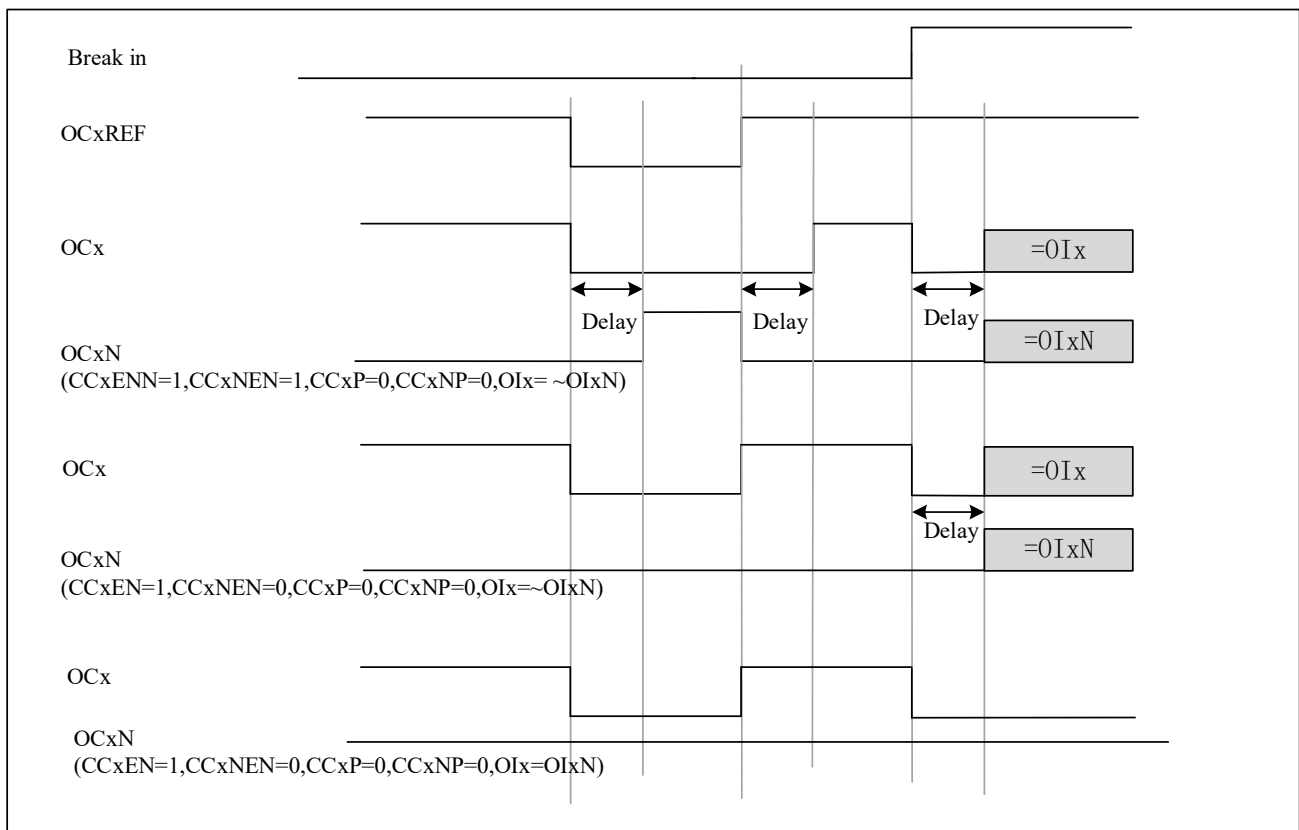 Break in
OCxREF
OCx
=OIx
Delay
Delay
Delay
OCxN
=OIxN
(CCxENN=1,CCxNEN=1,CCxP=0,CCxNP=0,OIx= ~OIxN)
OCx
=OIx
Delay
OCxN
=OIxN
(CCxEN=1,CCxNEN=0,CCxP=0,CCxNP=0,OIx=~OIxN)
OCx
OCxN
(CCxEN=1,CCxNEN=0,CCxP=0,CCxNP=0,OIx=OIxN)